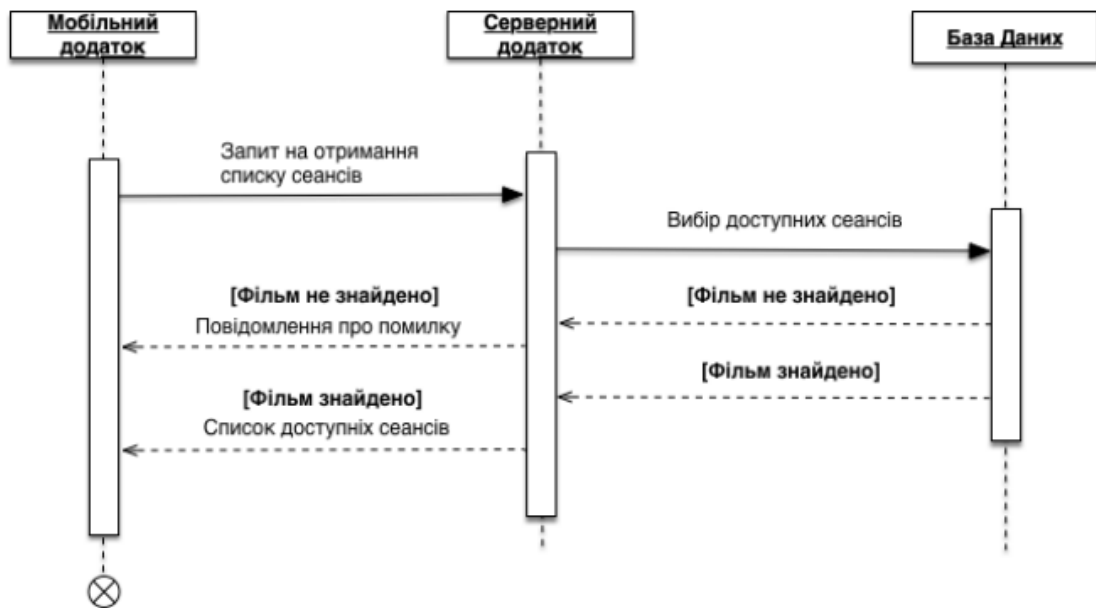 Мобільний
додаток
Серверний
додаток
База Даних
Запит на отримання
списку сеансів
Вибір доступних сеансів
[Фільм не знайдено]
Повідомлення про помилку
[Фільм не знайдено]
[Фільм знайдено]
[Фільм знайдено]
Список доступніх сеансів